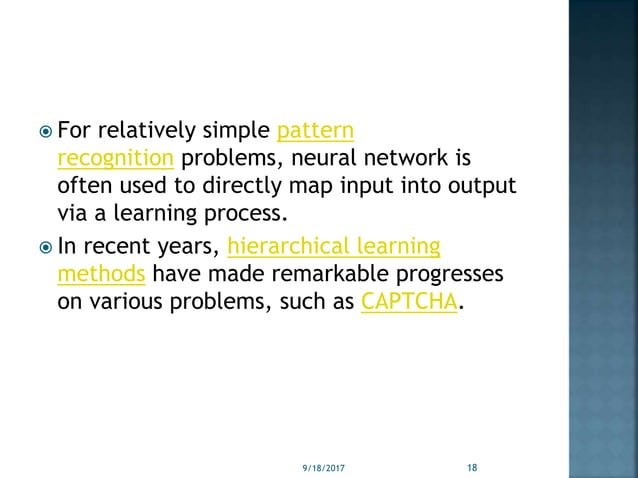 For relatively simple pattern
recognition problems, neural network is
often used to directly map input into output
via a learning process.
In recent years, hierarchical learning
methods have made remarkable progresses
on various problems, such as CAPTCHA.
9/18/2017 18